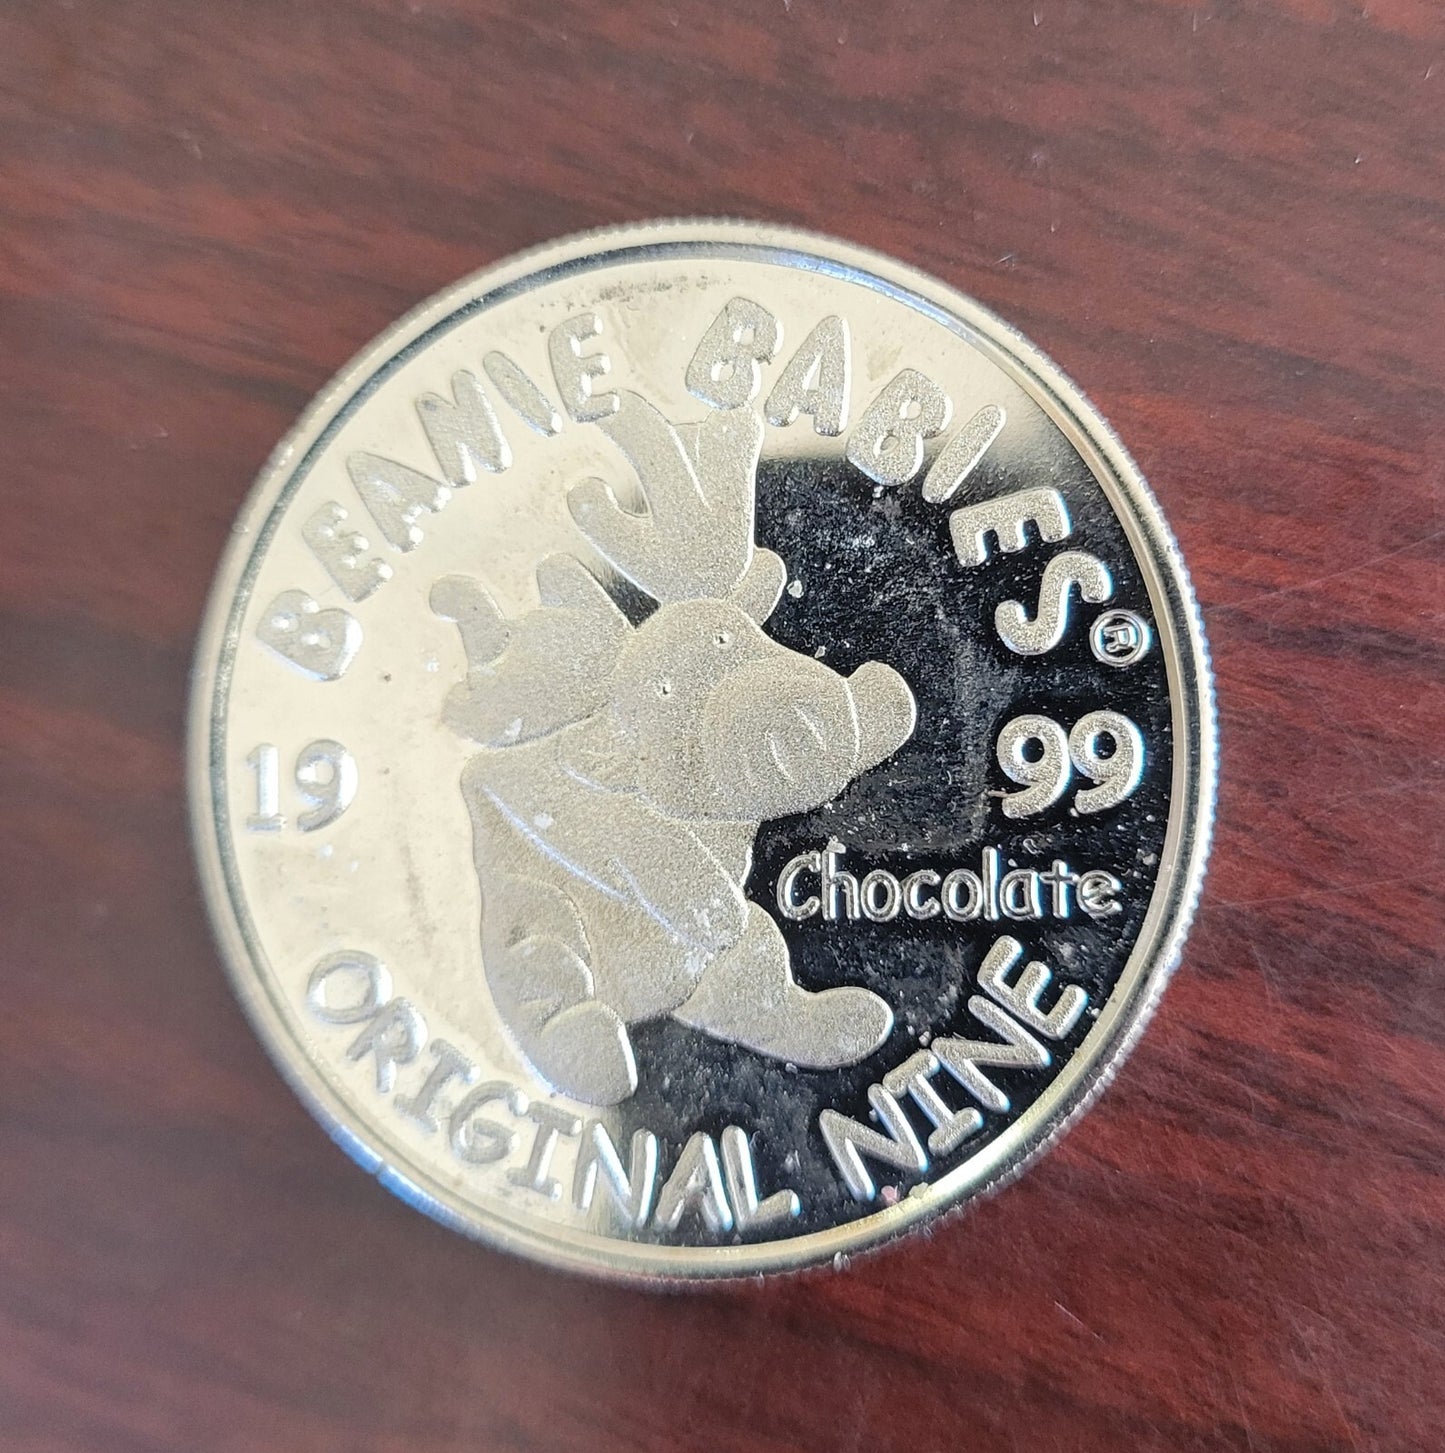 BEANIE BABIES®
19 99
Chocolate
ORIGINAL NINE